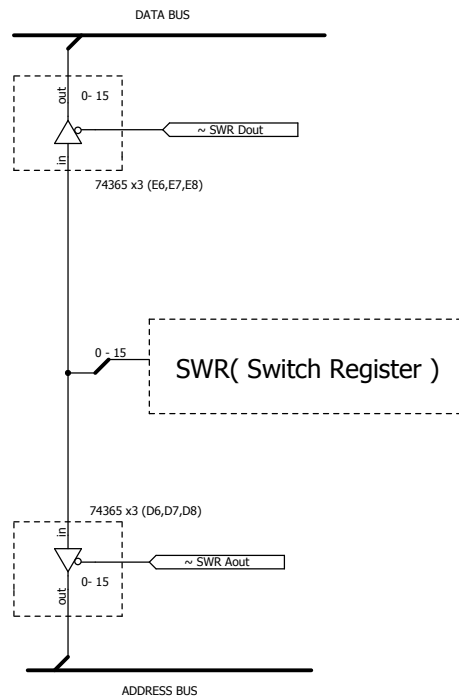 DATA BUS
out
0- 15
~ SWR Dout
in
74365 x3 (E6,E7,E8)
0 - 15
SWR( Switch Register )
74365 x3 (D6,D7,D8)
in
~ SWR Aout
0- 15
out
ADDRESS BUS